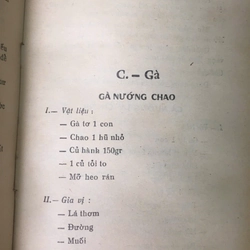 C. — Gà
GÀ NƯỚNG CHAO
I.— Vật liệu :
— Gà tơ 1 con
— Chao 1 hũ nhỏ
— Củ hành 150gr
— 1 củ tỏi to
— Mỡ heo rán
II.— Gia vị :
— Lá thơm
— Đường
— Muối